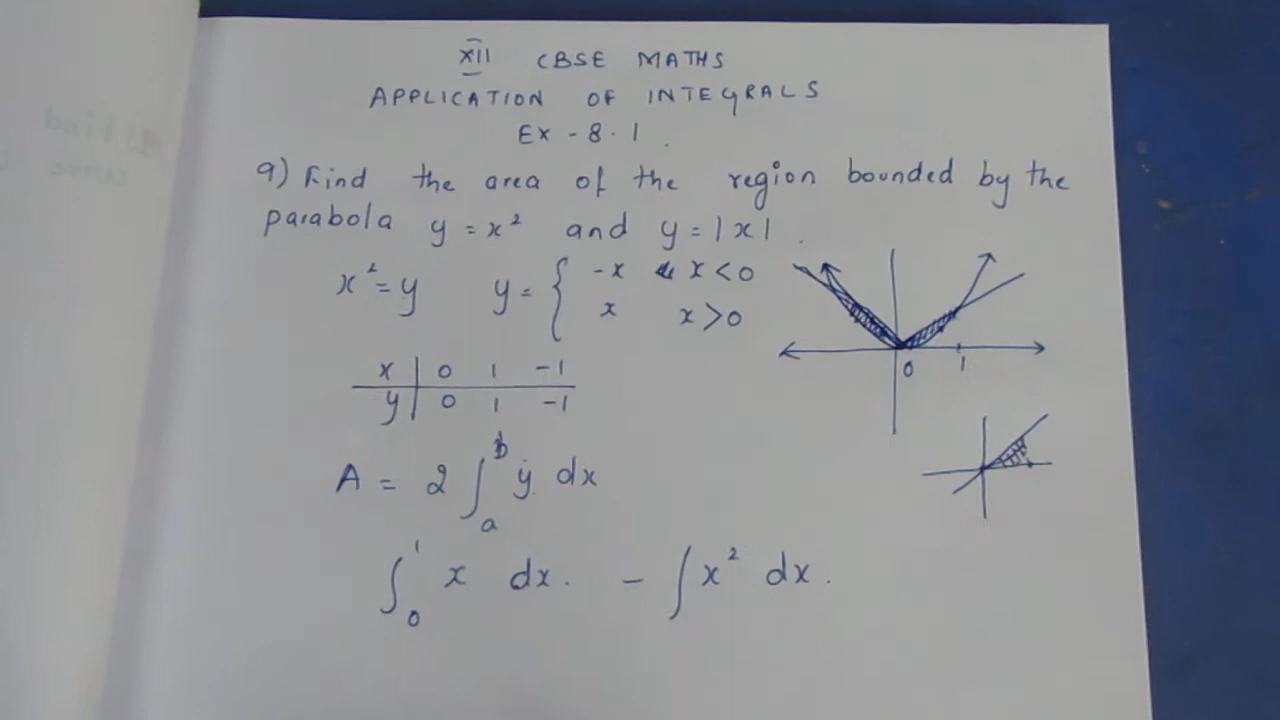 XII CBSE MATHS
APPLICATION OF INTEGRALS
EX - 8.1
9) Find the area of the region bounded by the
parabola y = x² and y = |x|.
x² = y y = { -x x < 0
x x > 0
x 0 1 -1
y 0 1 -1
0 1
A = 2 ∫ₐᵇ y dx
∫₀¹ x dx. - ∫ x² dx.